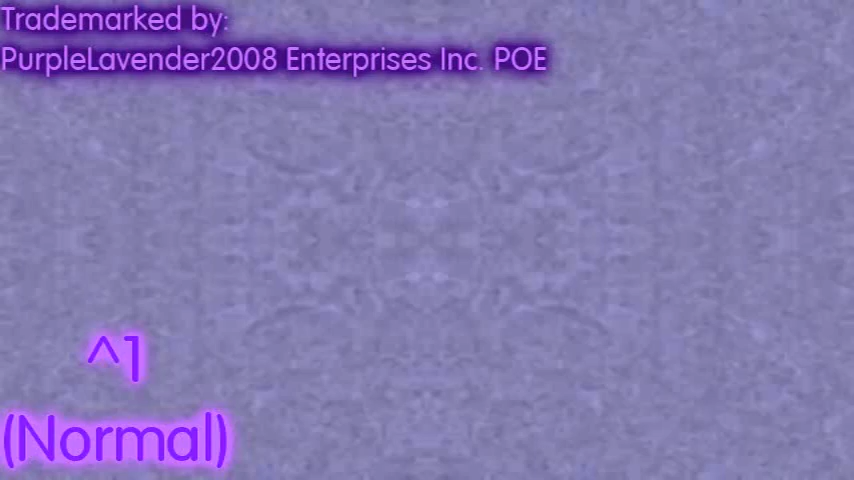 Trademarked by:
PurpleLavender2008 Enterprises Inc. POE
^1
(Normal)